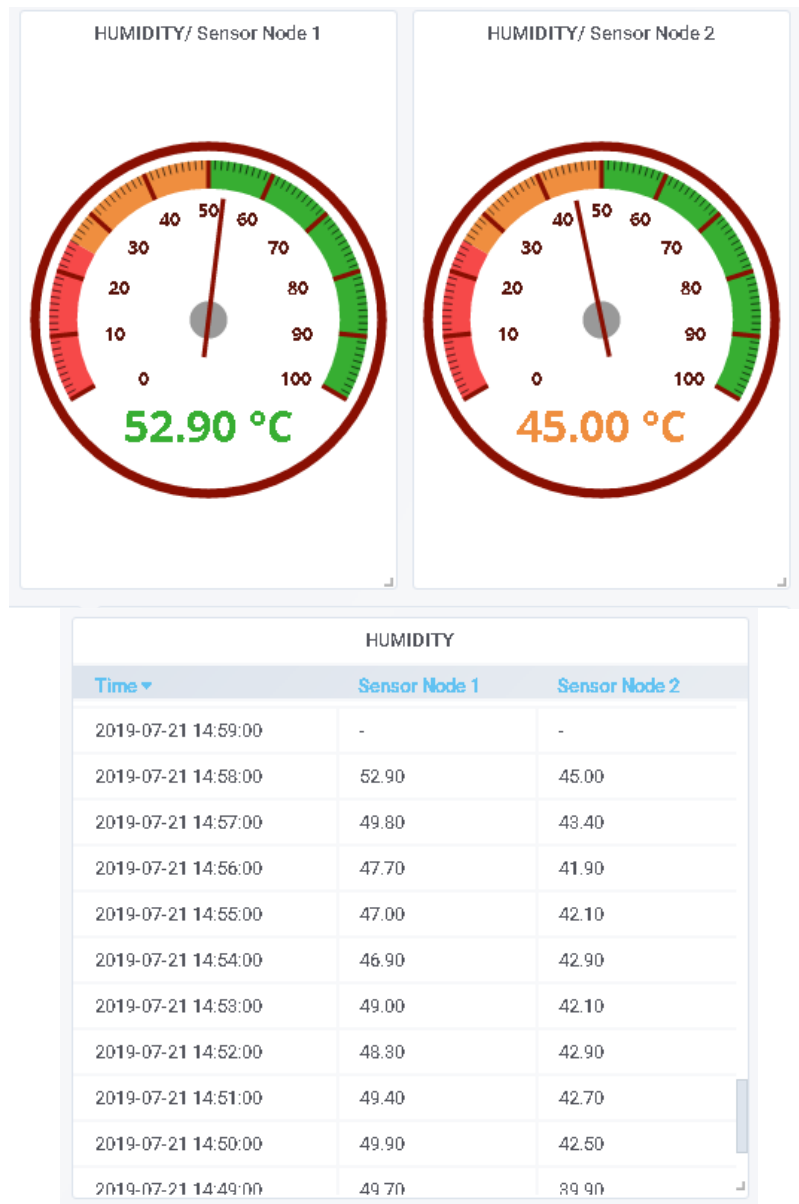 HUMIDITY/ Sensor Node 1
0
10
20
30
40
50
60
70
80
90
100
52.90 °C
HUMIDITY/ Sensor Node 2
0
10
20
30
40
50
60
70
80
90
100
45.00 °C
HUMIDITY
Time Sensor Node 1 Sensor Node 2
2019-07-21 14:59:00 - -
2019-07-21 14:58:00 52.90 45.00
2019-07-21 14:57:00 49.80 43.40
2019-07-21 14:56:00 47.70 41.90
2019-07-21 14:55:00 47.00 42.10
2019-07-21 14:54:00 46.90 42.90
2019-07-21 14:53:00 49.00 42.10
2019-07-21 14:52:00 48.30 42.90
2019-07-21 14:51:00 49.40 42.70
2019-07-21 14:50:00 49.90 42.50
2019-07-21 14:49:00 49.70 39.90